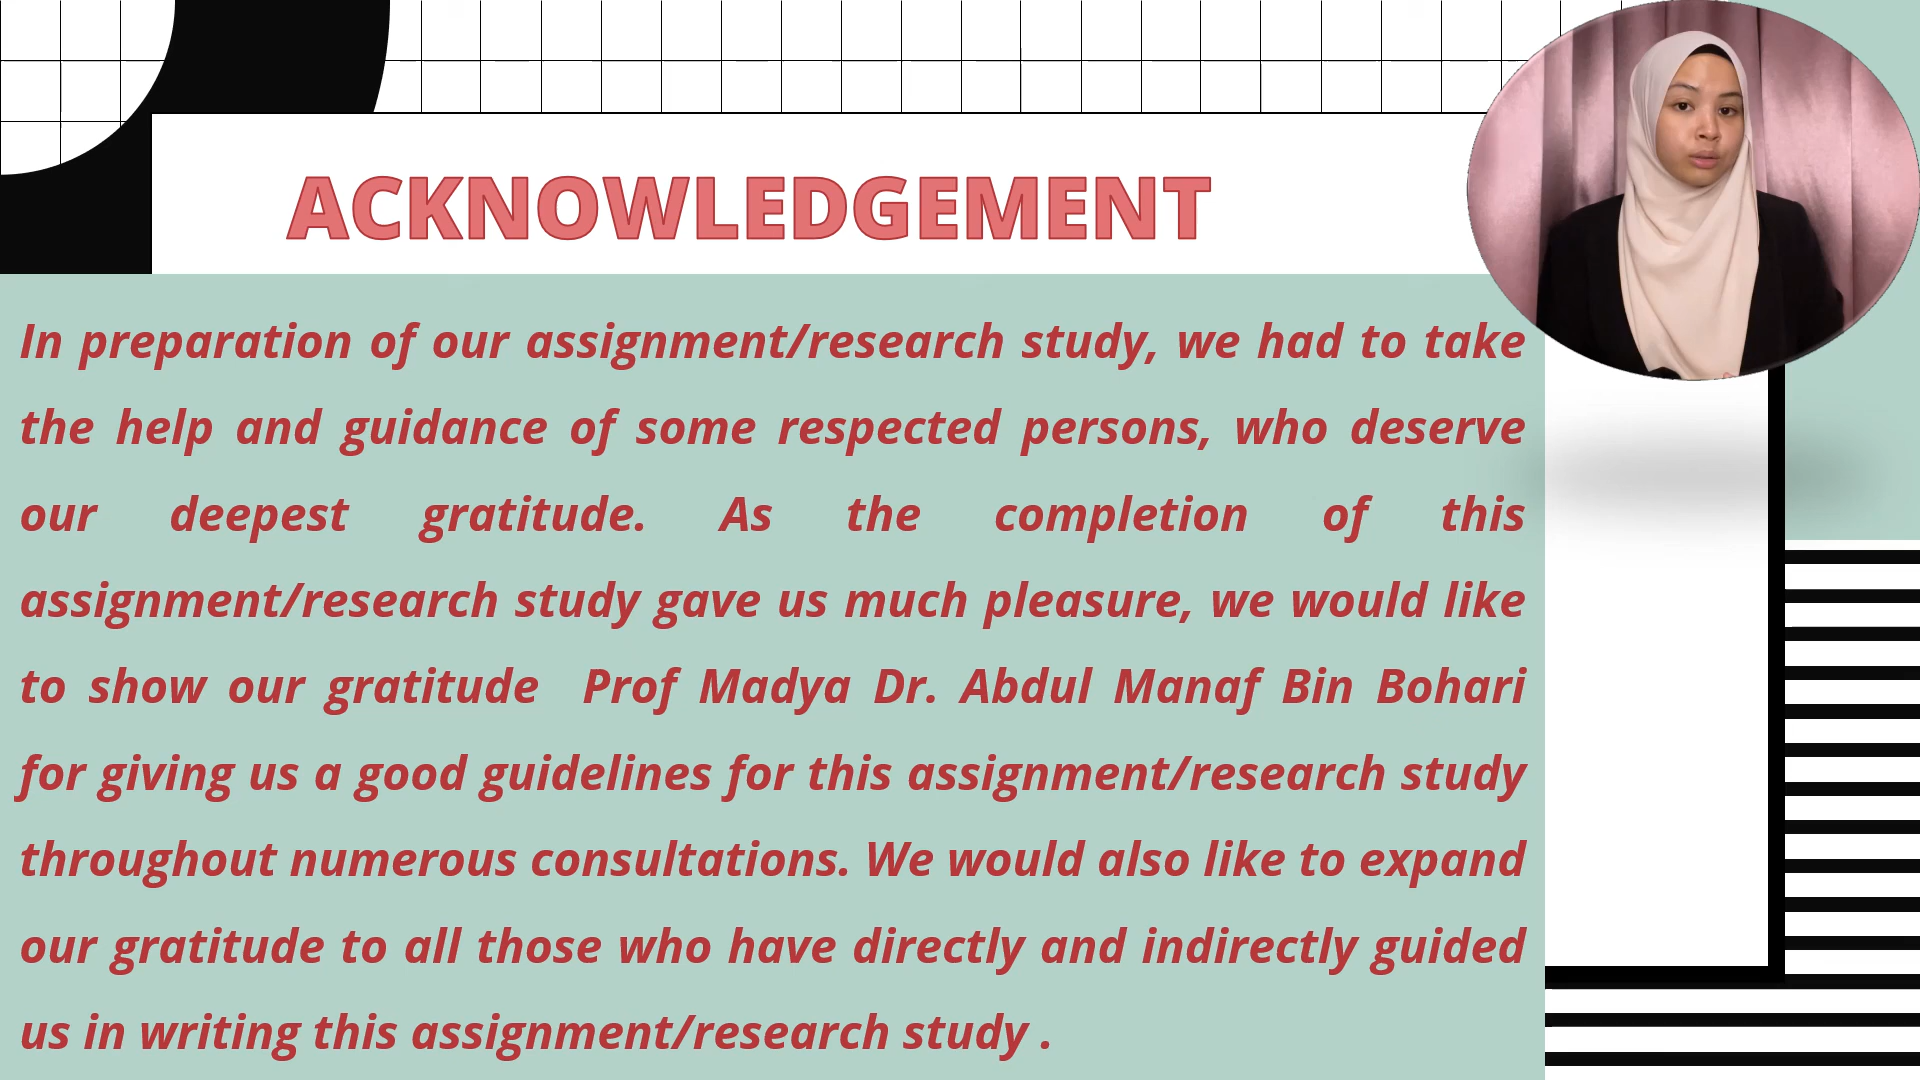 ACKNOWLEDGEMENT
In preparation of our assignment/research study, we had to take
the help and guidance of some respected persons, who deserve
our deepest gratitude. As the completion of this
assignment/research study gave us much pleasure, we would like
to show our gratitude Prof Madya Dr. Abdul Manaf Bin Bohari
for giving us a good guidelines for this assignment/research study
throughout numerous consultations. We would also like to expand
our gratitude to all those who have directly and indirectly guided
us in writing this assignment/research study .